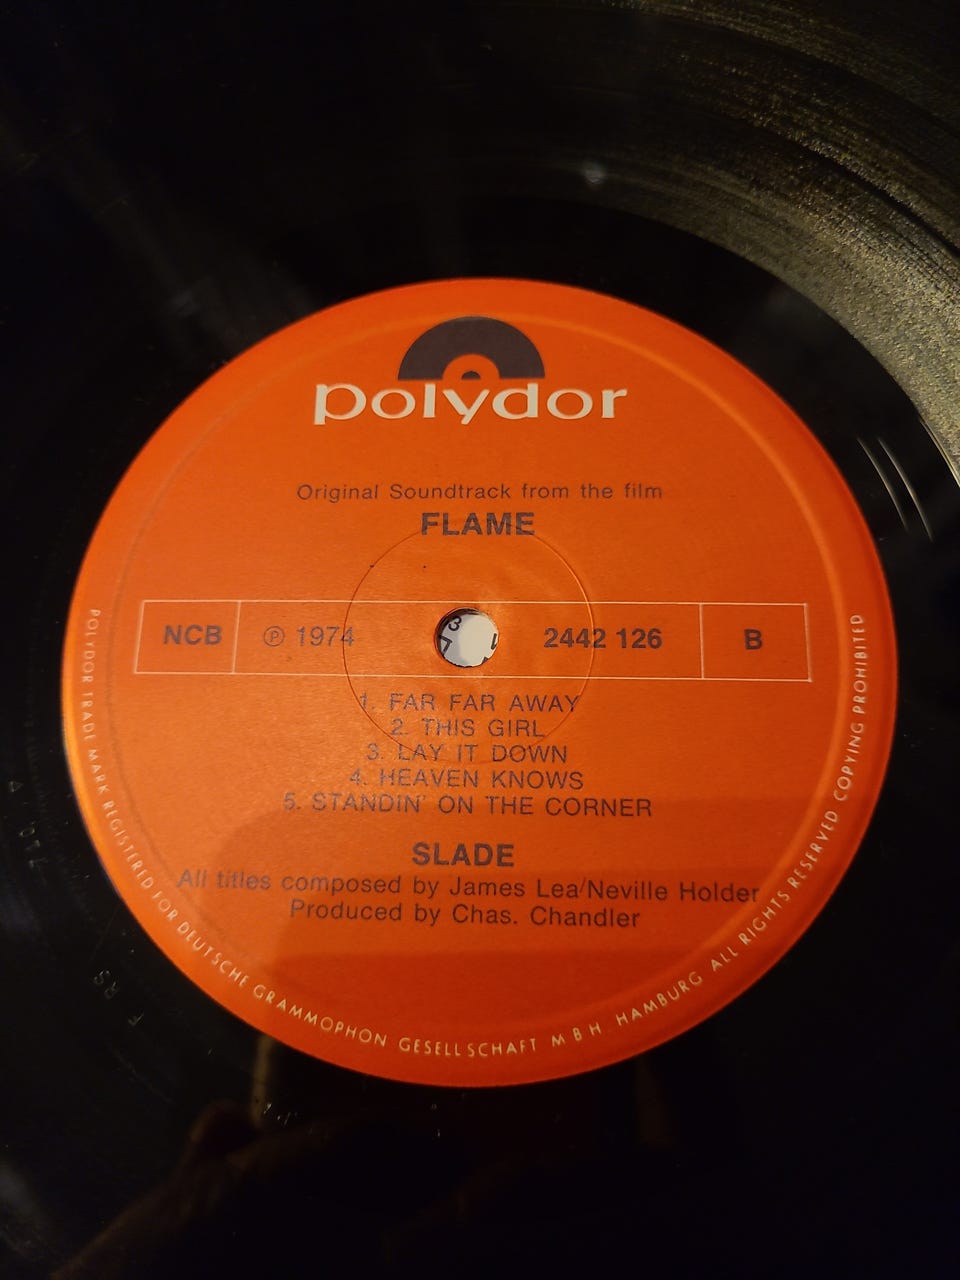 polydor
Original Soundtrack from the film
FLAME
NCB ℗ 1974 2442 126 B
1. FAR FAR AWAY
2. THIS GIRL
3. LAY IT DOWN
4. HEAVEN KNOWS
5. STANDIN' ON THE CORNER
SLADE
All titles composed by James Lea/Neville Holder
Produced by Chas. Chandler
POLYDOR TRADE MARK REGISTERED FOR DEUTSCHE GRAMMOPHON GESELLSCHAFT M B H. HAMBURG ALL RIGHTS RESERVED COPYING PROHIBITED